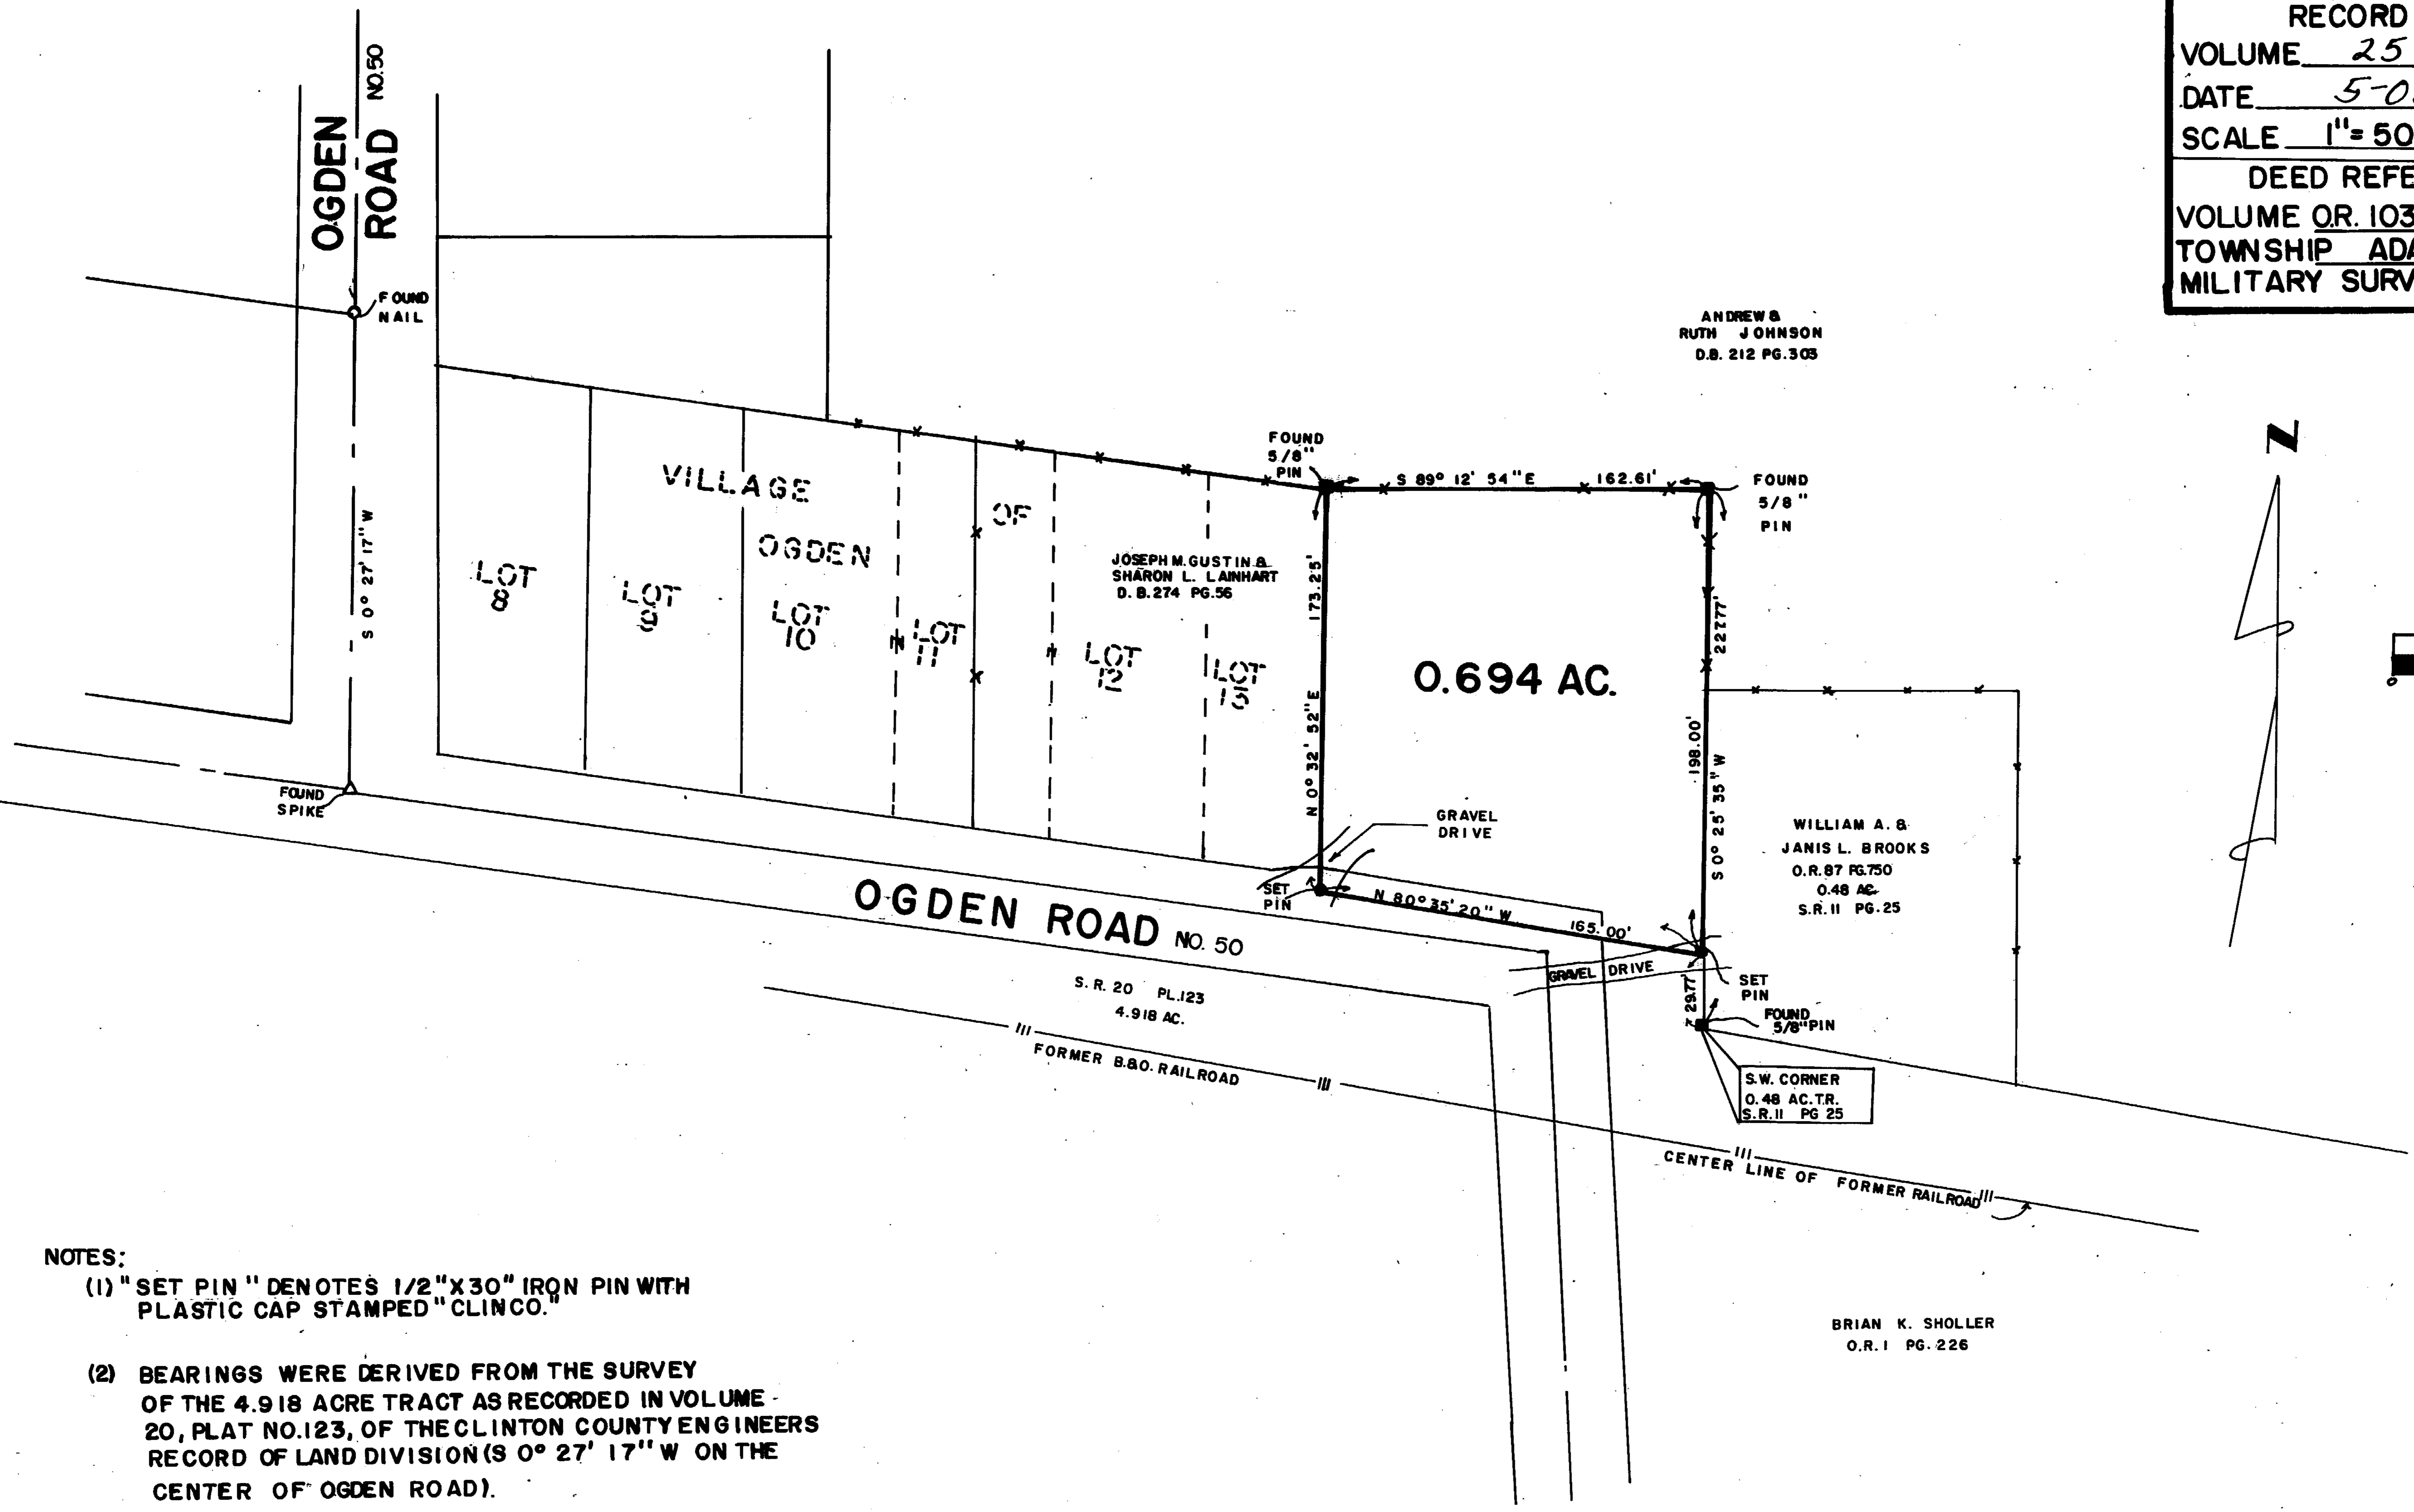 RECORD
VOLUME 25
DATE 5-0
SCALE 1"= 50
DEED REFE
VOLUME O.R. 103
TOWNSHIP ADA
MILITARY SURV
OGDEN
ROAD NO.50
FOUND
NAIL
S 0° 27' 17" W
FOUND
SPIKE
ANDREW &
RUTH JOHNSON
D.B. 212 PG.303
N
VILLAGE
OF
OGDEN
LOT
8
LOT
9
LOT
10
LOT
11
LOT
12
LOT
13
JOSEPH M. GUSTIN &
SHARON L. LAINHART
D. B. 274 PG.56
FOUND
5/8"
PIN
S 89° 12' 54" E 162.61'
FOUND
5/8"
PIN
173.25'
N 0° 32' 52" E
0.694 AC.
227.77'
198.00'
S 0° 25' 35" W
GRAVEL
DRIVE
SET
PIN
N 80° 35' 20" W 165.00'
GRAVEL DRIVE
SET
PIN
29.77'
FOUND
5/8" PIN
WILLIAM A. &
JANIS L. BROOKS
O.R. 87 PG.750
0.48 AC.
S.R. 11 PG. 25
S.W. CORNER
0.48 AC. TR.
S.R. 11 PG 25
OGDEN ROAD NO. 50
S. R. 20 PL.123
4.918 AC.
FORMER B.&O. RAILROAD
CENTER LINE OF FORMER RAILROAD
BRIAN K. SHOLLER
O.R. 1 PG. 226
NOTES:
(1) "SET PIN" DENOTES 1/2"X30" IRON PIN WITH
PLASTIC CAP STAMPED "CLINCO."
(2) BEARINGS WERE DERIVED FROM THE SURVEY
OF THE 4.918 ACRE TRACT AS RECORDED IN VOLUME
20, PLAT NO.123, OF THE CLINTON COUNTY ENGINEERS
RECORD OF LAND DIVISION (S 0° 27' 17" W ON THE
CENTER OF OGDEN ROAD).
0